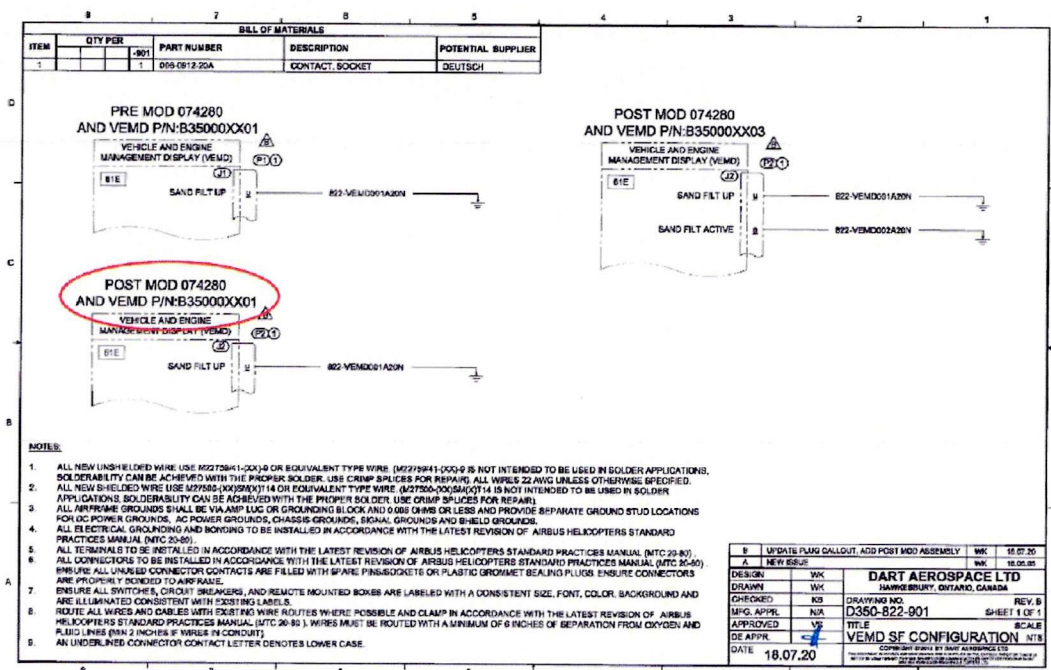 8 7 6 5 4 3 2 1
BILL OF MATERIALS
ITEM QTY PER PART NUMBER DESCRIPTION POTENTIAL SUPPLIER
-901
1 1 006-0912-20A CONTACT, SOCKET DEUTSCH
D
C
B
A
PRE MOD 074280
AND VEMD P/N:B35000XX01
VEHICLE AND ENGINE
MANAGEMENT DISPLAY (VEMD)
B
P1 1
J1
61E
SAND FILT UP 822-VEMD001A20N
POST MOD 074280
AND VEMD P/N:B35000XX03
VEHICLE AND ENGINE
MANAGEMENT DISPLAY (VEMD)
B
P2 1
J2
61E
SAND FILT UP 822-VEMD001A20N
SAND FILT ACTIVE 822-VEMD002A20N
POST MOD 074280
AND VEMD P/N:B35000XX01
VEHICLE AND ENGINE
MANAGEMENT DISPLAY (VEMD)
P2 1
J2
61E
SAND FILT UP 822-VEMD001A20N
NOTES:
1. ALL NEW UNSHIELDED WIRE USE M22759/41-(XX)-9 OR EQUIVALENT TYPE WIRE. (M22759/41-(XX)-9 IS NOT INTENDED TO BE USED IN SOLDER APPLICATIONS,
SOLDERABILITY CAN BE ACHIEVED WITH THE PROPER SOLDER. USE CRIMP SPLICES FOR REPAIR). ALL WIRES 22 AWG UNLESS OTHERWISE SPECIFIED.
2. ALL NEW SHIELDED WIRE USE M27500-(XX)SM(X)T14 OR EQUIVALENT TYPE WIRE. (M27500-(XX)SM(X)T14 IS NOT INTENDED TO BE USED IN SOLDER
APPLICATIONS, SOLDERABILITY CAN BE ACHIEVED WITH THE PROPER SOLDER. USE CRIMP SPLICES FOR REPAIR).
3. ALL AIRFRAME GROUNDS SHALL BE VIA AMP LUG OR GROUNDING BLOCK AND 0.005 OHMS OR LESS AND PROVIDE SEPARATE GROUND STUD LOCATIONS
FOR DC POWER GROUNDS, AC POWER GROUNDS, CHASSIS GROUNDS, SIGNAL GROUNDS AND SHIELD GROUNDS.
4. ALL ELECTRICAL GROUNDING AND BONDING TO BE INSTALLED IN ACCORDANCE WITH THE LATEST REVISION OF AIRBUS HELICOPTERS STANDARD
PRACTICES MANUAL (MTC 20-80).
5. ALL TERMINALS TO BE INSTALLED IN ACCORDANCE WITH THE LATEST REVISION OF AIRBUS HELICOPTERS STANDARD PRACTICES MANUAL (MTC 20-80).
6. ALL CONNECTORS TO BE INSTALLED IN ACCORDANCE WITH THE LATEST REVISION OF AIRBUS HELICOPTERS STANDARD PRACTICES MANUAL (MTC 20-80).
ENSURE ALL UNUSED CONNECTOR CONTACTS ARE FILLED WITH SPARE PINS/SOCKETS OR PLASTIC GROMMET SEALING PLUGS. ENSURE CONNECTORS
ARE PROPERLY BONDED TO AIRFRAME.
7. ENSURE ALL SWITCHES, CIRCUIT BREAKERS, AND REMOTE MOUNTED BOXES ARE LABELED WITH A CONSISTENT SIZE, FONT, COLOR, BACKGROUND AND
ARE ILLUMINATED CONSISTENT WITH EXISTING LABELS.
8. ROUTE ALL WIRES AND CABLES WITH EXISTING WIRE ROUTES WHERE POSSIBLE AND CLAMP IN ACCORDANCE WITH THE LATEST REVISION OF AIRBUS
HELICOPTERS STANDARD PRACTICES MANUAL (MTC 20-80). WIRES MUST BE ROUTED WITH A MINIMUM OF 6 INCHES OF SEPARATION FROM OXYGEN AND
FLUID LINES (MIN 2 INCHES IF WIRES IN CONDUIT).
9. AN UNDERLINED CONNECTOR CONTACT LETTER DENOTES LOWER CASE.
B UPDATE PLUG CALLOUT, ADD POST MOD ASSEMBLY WK 18.07.20
A NEW ISSUE WK
DESIGN WK DART AEROSPACE LTD
DRAWN WK HAWKESBURY, ONTARIO, CANADA
CHECKED KB DRAWING NO. REV. B
MFG. APPR. N/A D350-822-901 SHEET 1 OF 1
APPROVED TITLE SCALE
DE APPR. VEMD SF CONFIGURATION NTS
DATE 18.07.20